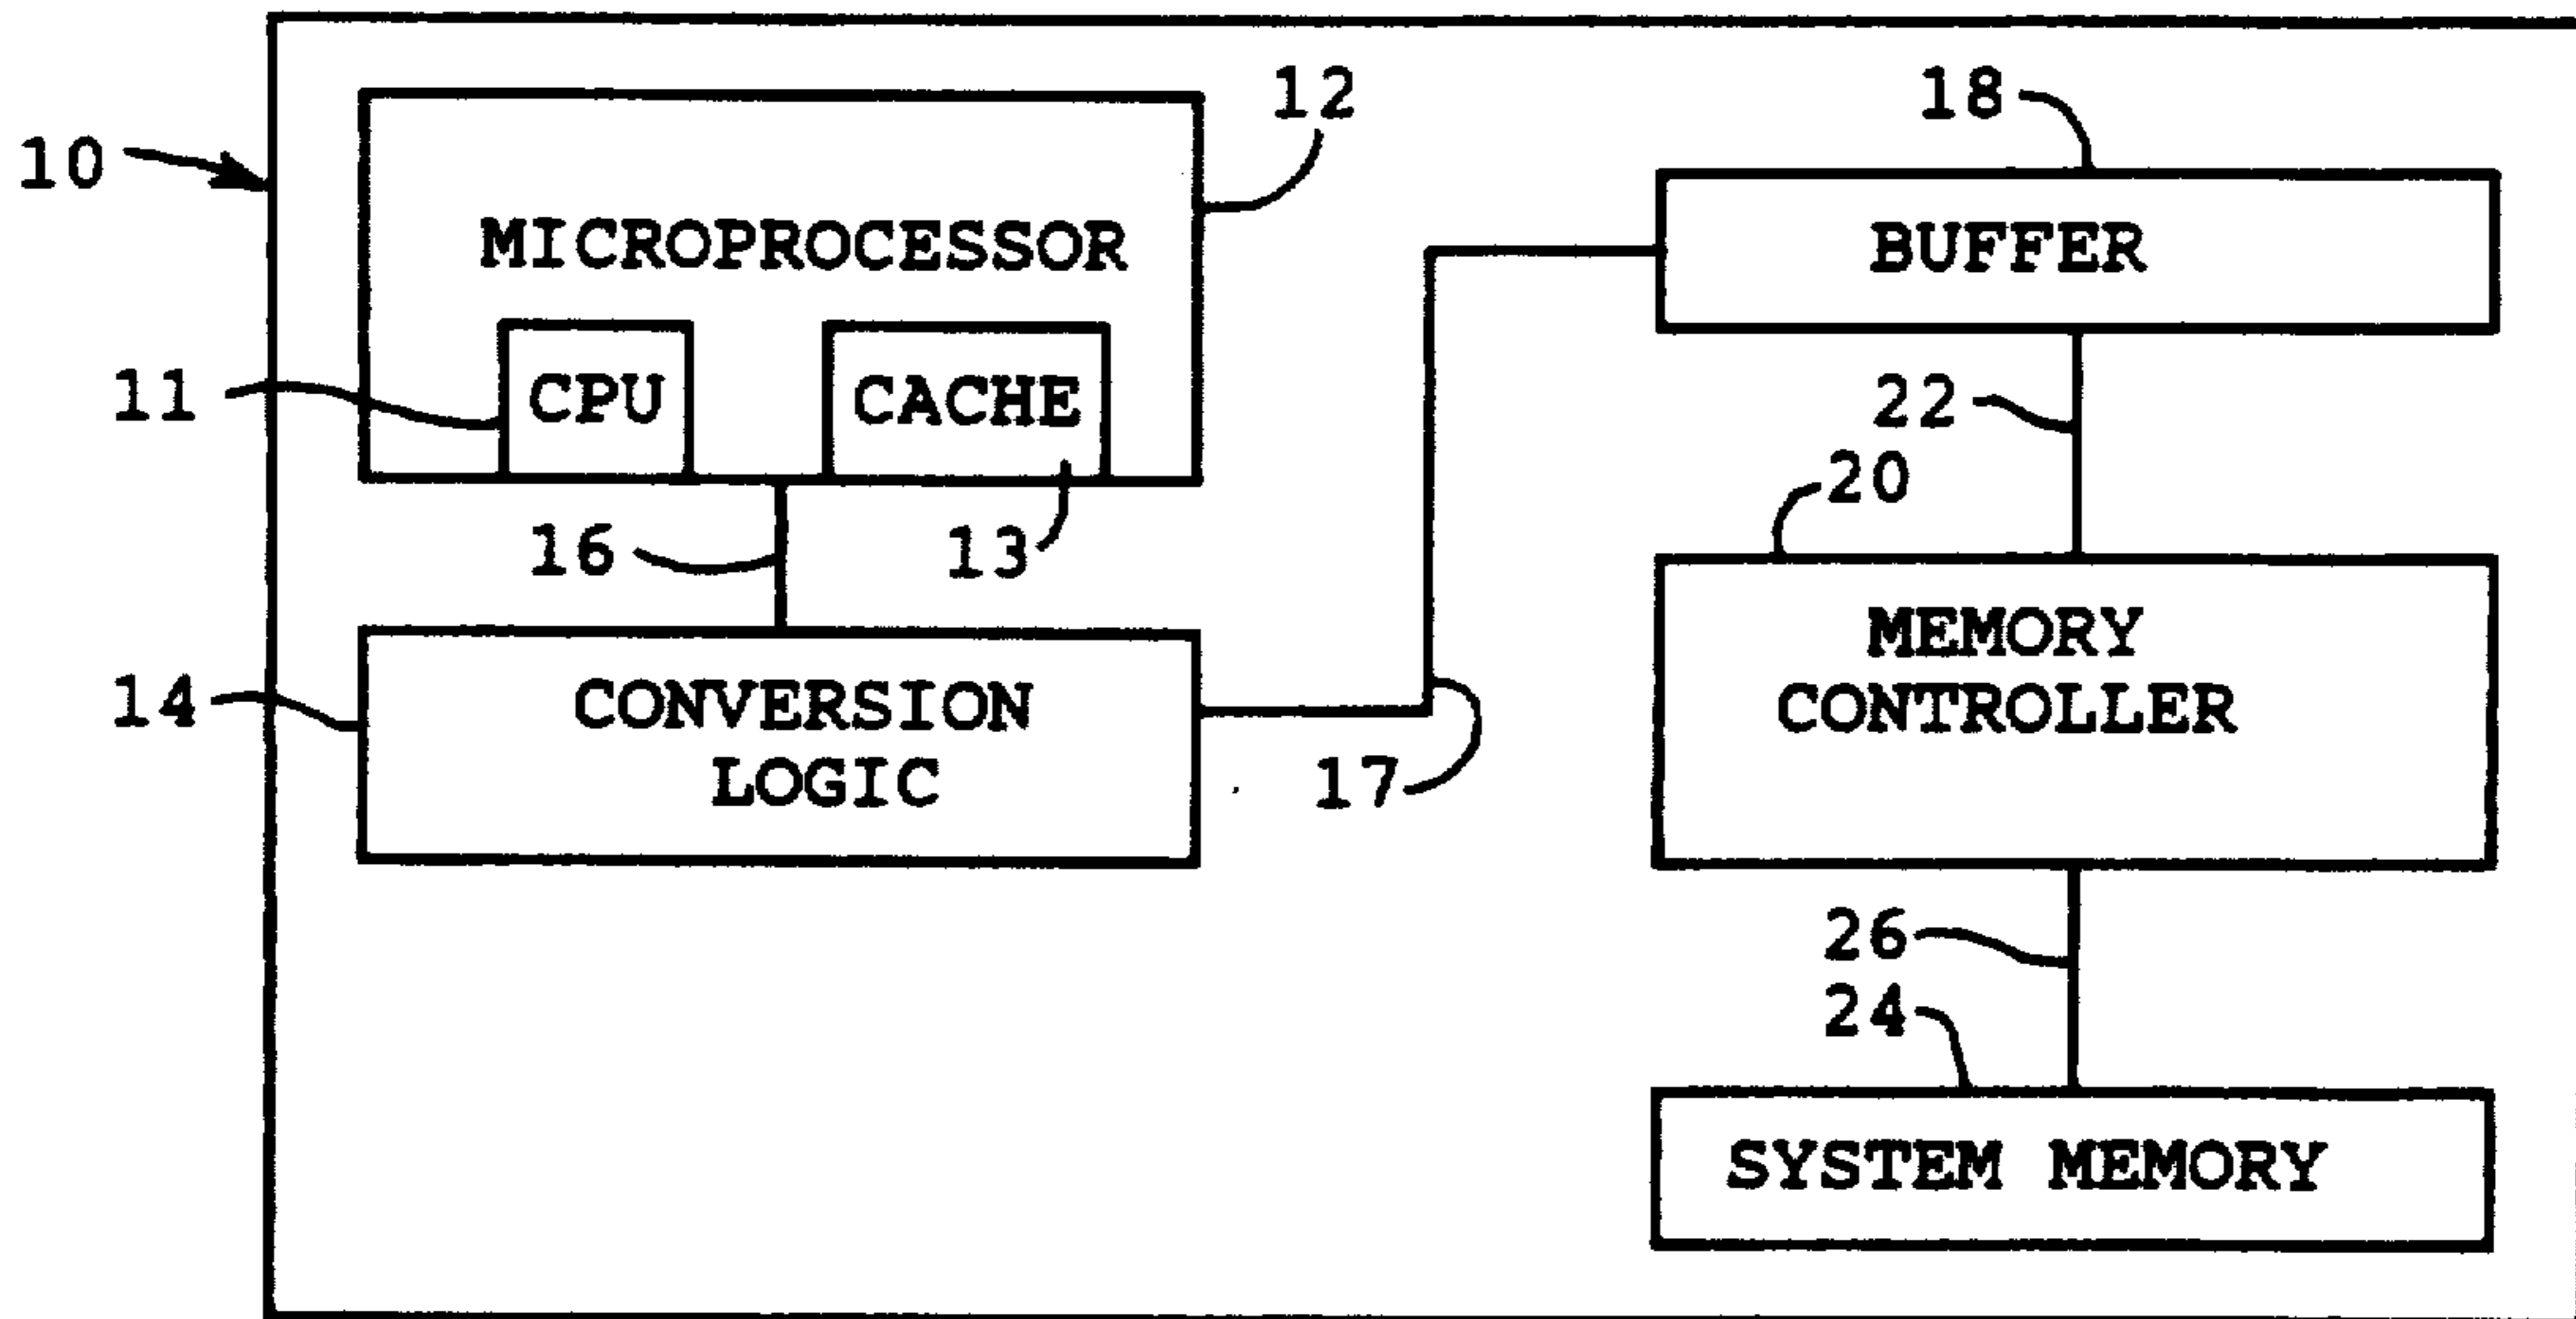 10
12
MICROPROCESSOR
11
CPU
CACHE
16
13
14
CONVERSION
LOGIC
17
18
BUFFER
22
20
MEMORY
CONTROLLER
26
24
SYSTEM MEMORY